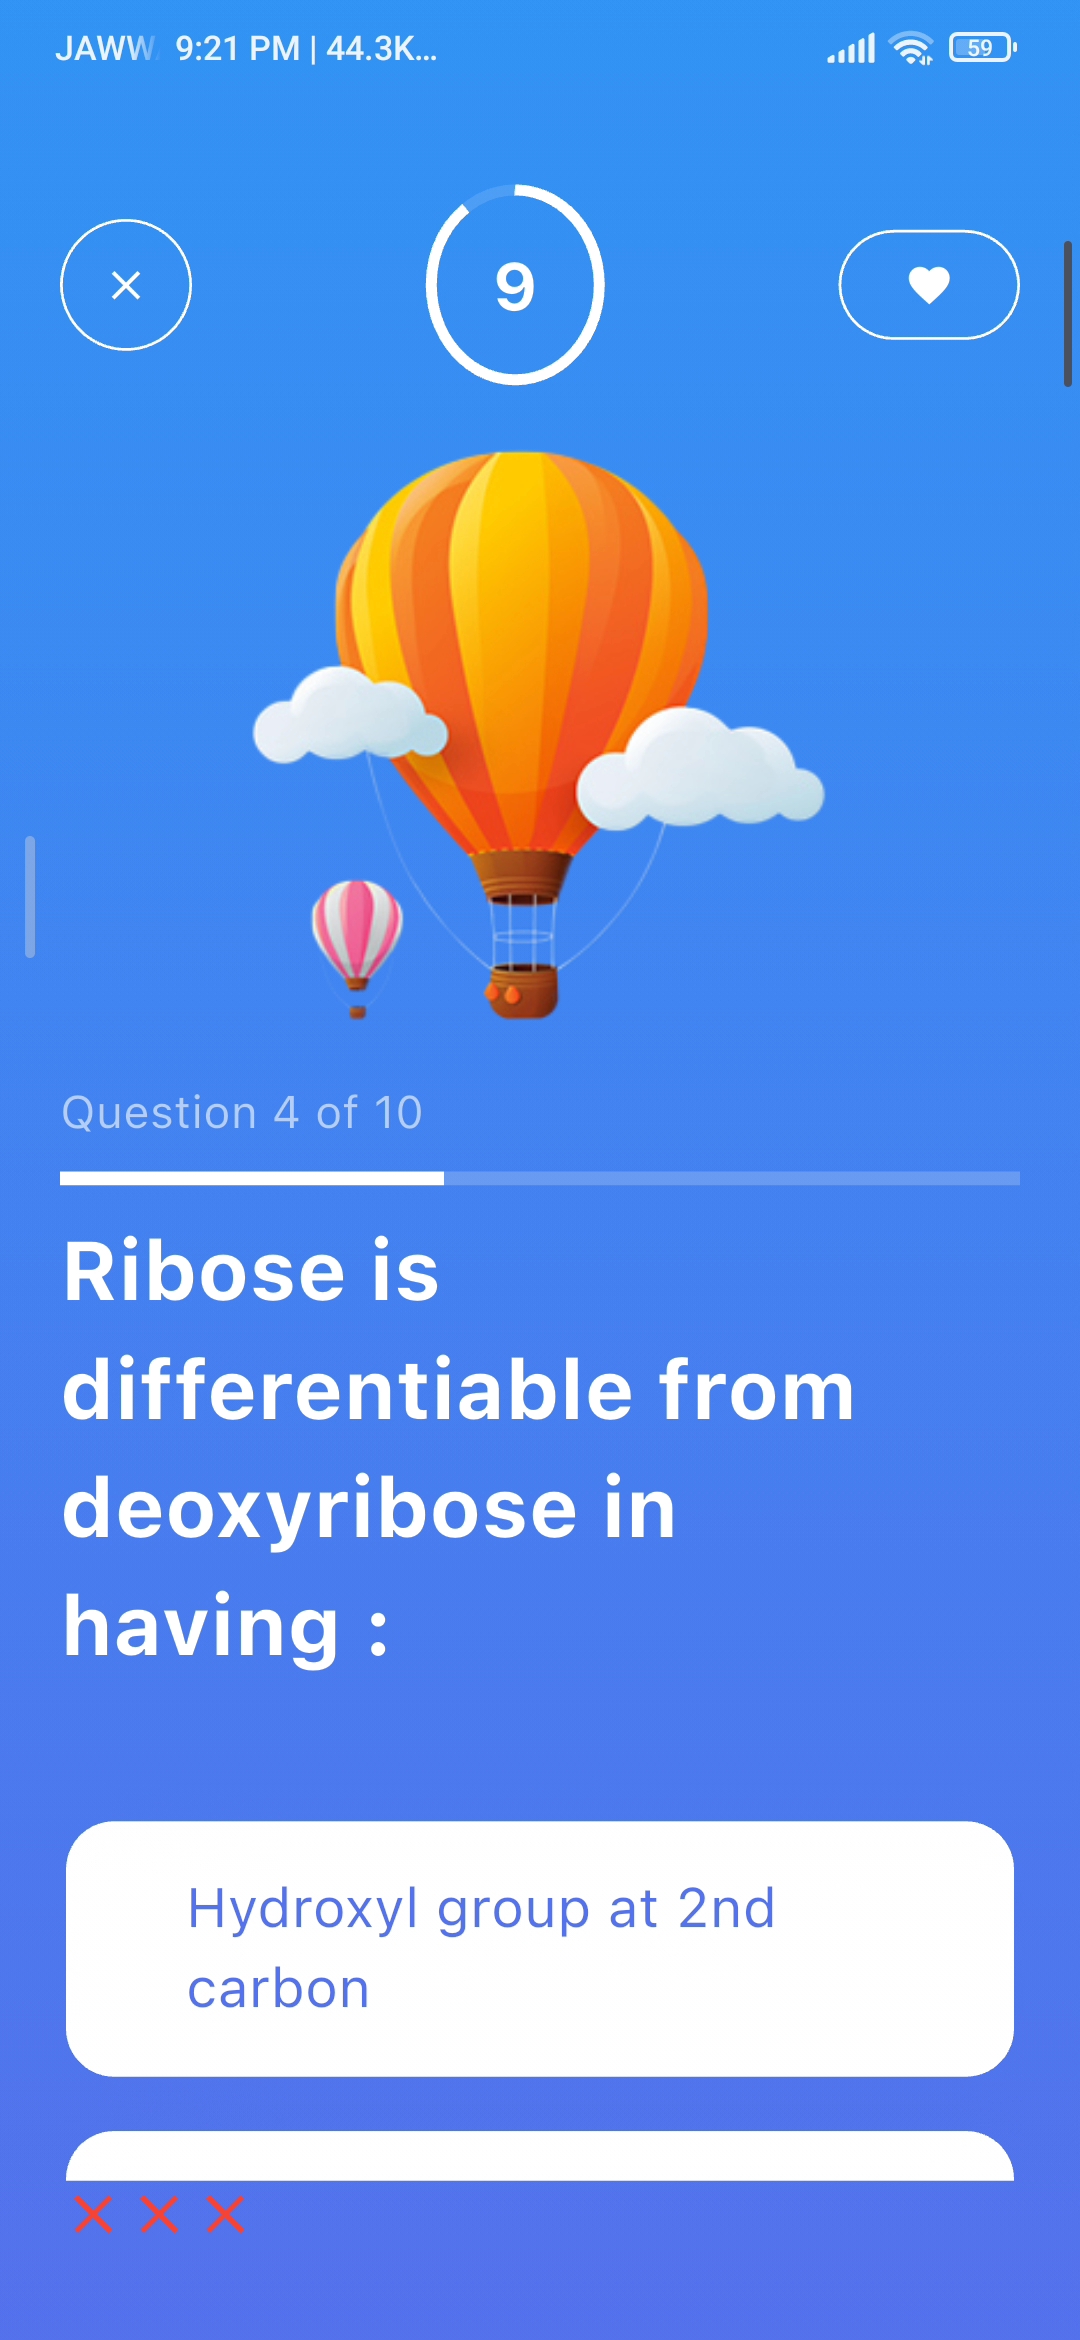 JAWW 9:21 PM | 44.3K... 59
9
Question 4 of 10
Ribose is
differentiable from
deoxyribose in
having :
Hydroxyl group at 2nd
carbon